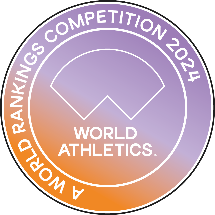 A WORLD RANKINGS COMPETITION 2024
WORLD
ATHLETICS.